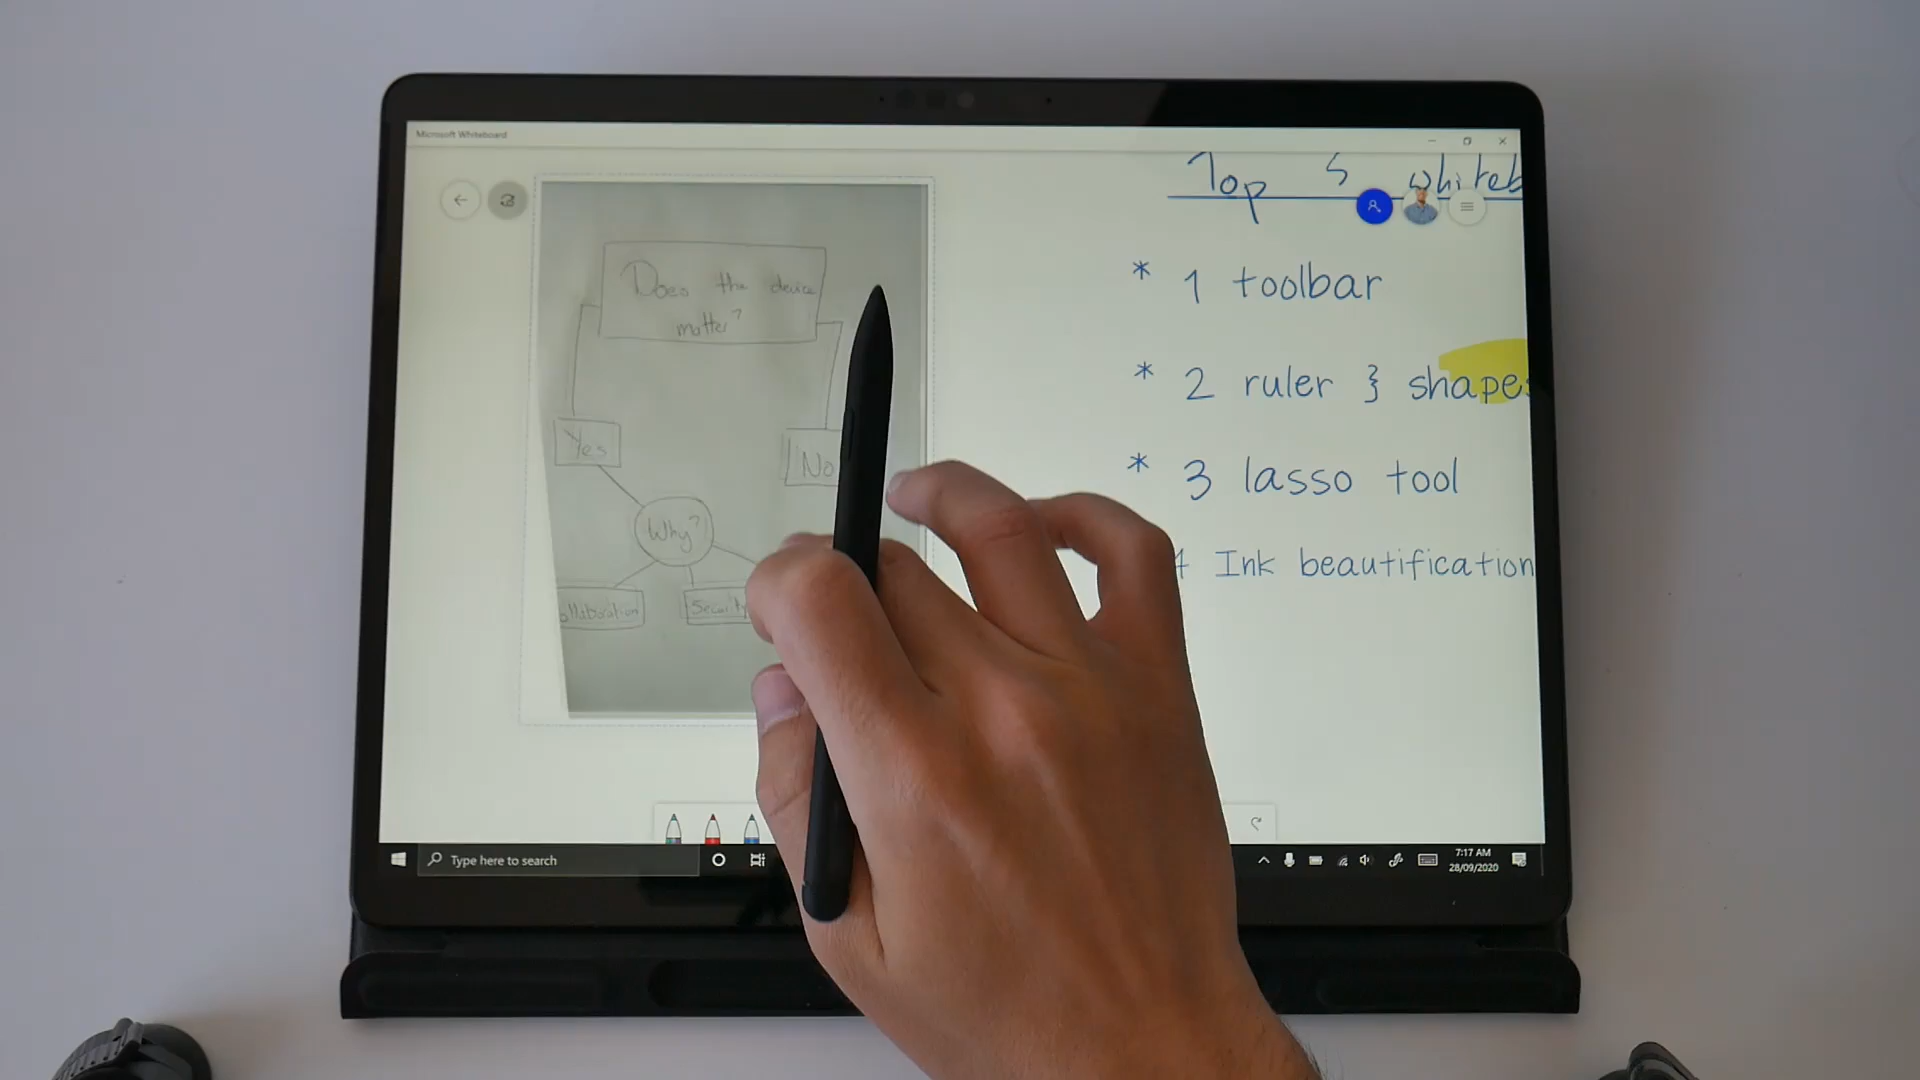 Microsoft Whiteboard
Does the device
matter?
Yes
No
Why?
ollaboration
Security
Top 5 whiteb
* 1 toolbar
* 2 ruler } shapes
* 3 lasso tool
4 Ink beautification
Type here to search
7:17 AM
28/09/2020